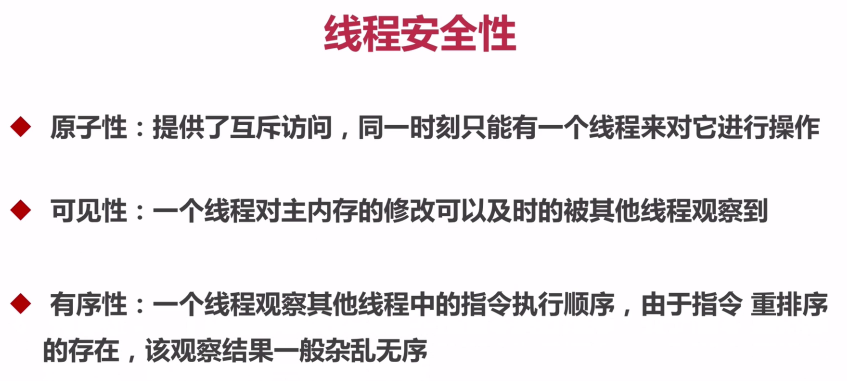 线程安全性
原子性：提供了互斥访问，同一时刻只能有一个线程来对它进行操作
可见性：一个线程对主内存的修改可以及时的被其他线程观察到
有序性：一个线程观察其他线程中的指令执行顺序，由于指令 重排序
的存在，该观察结果一般杂乱无序